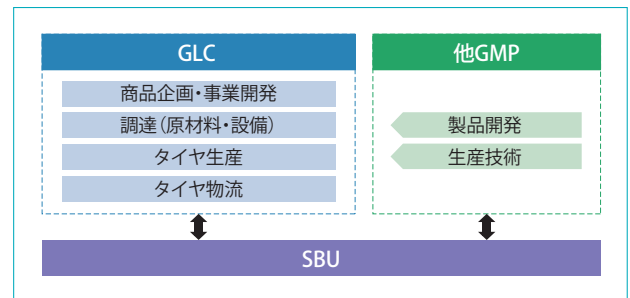 GLC
商品企画・事業開発
調達（原材料・設備）
タイヤ生産
タイヤ物流
他GMP
製品開発
生産技術
SBU